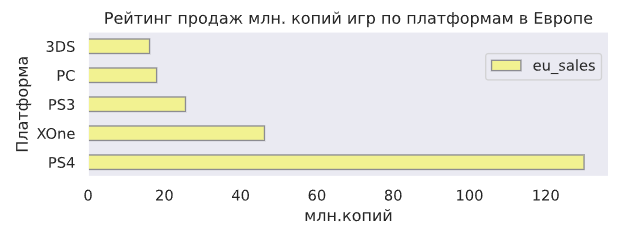 Рейтинг продаж млн. копий игр по платформам в Европе
Платформа
3DS
PC
PS3
XOne
PS4
eu_sales
0 20 40 60 80 100 120
млн.копий